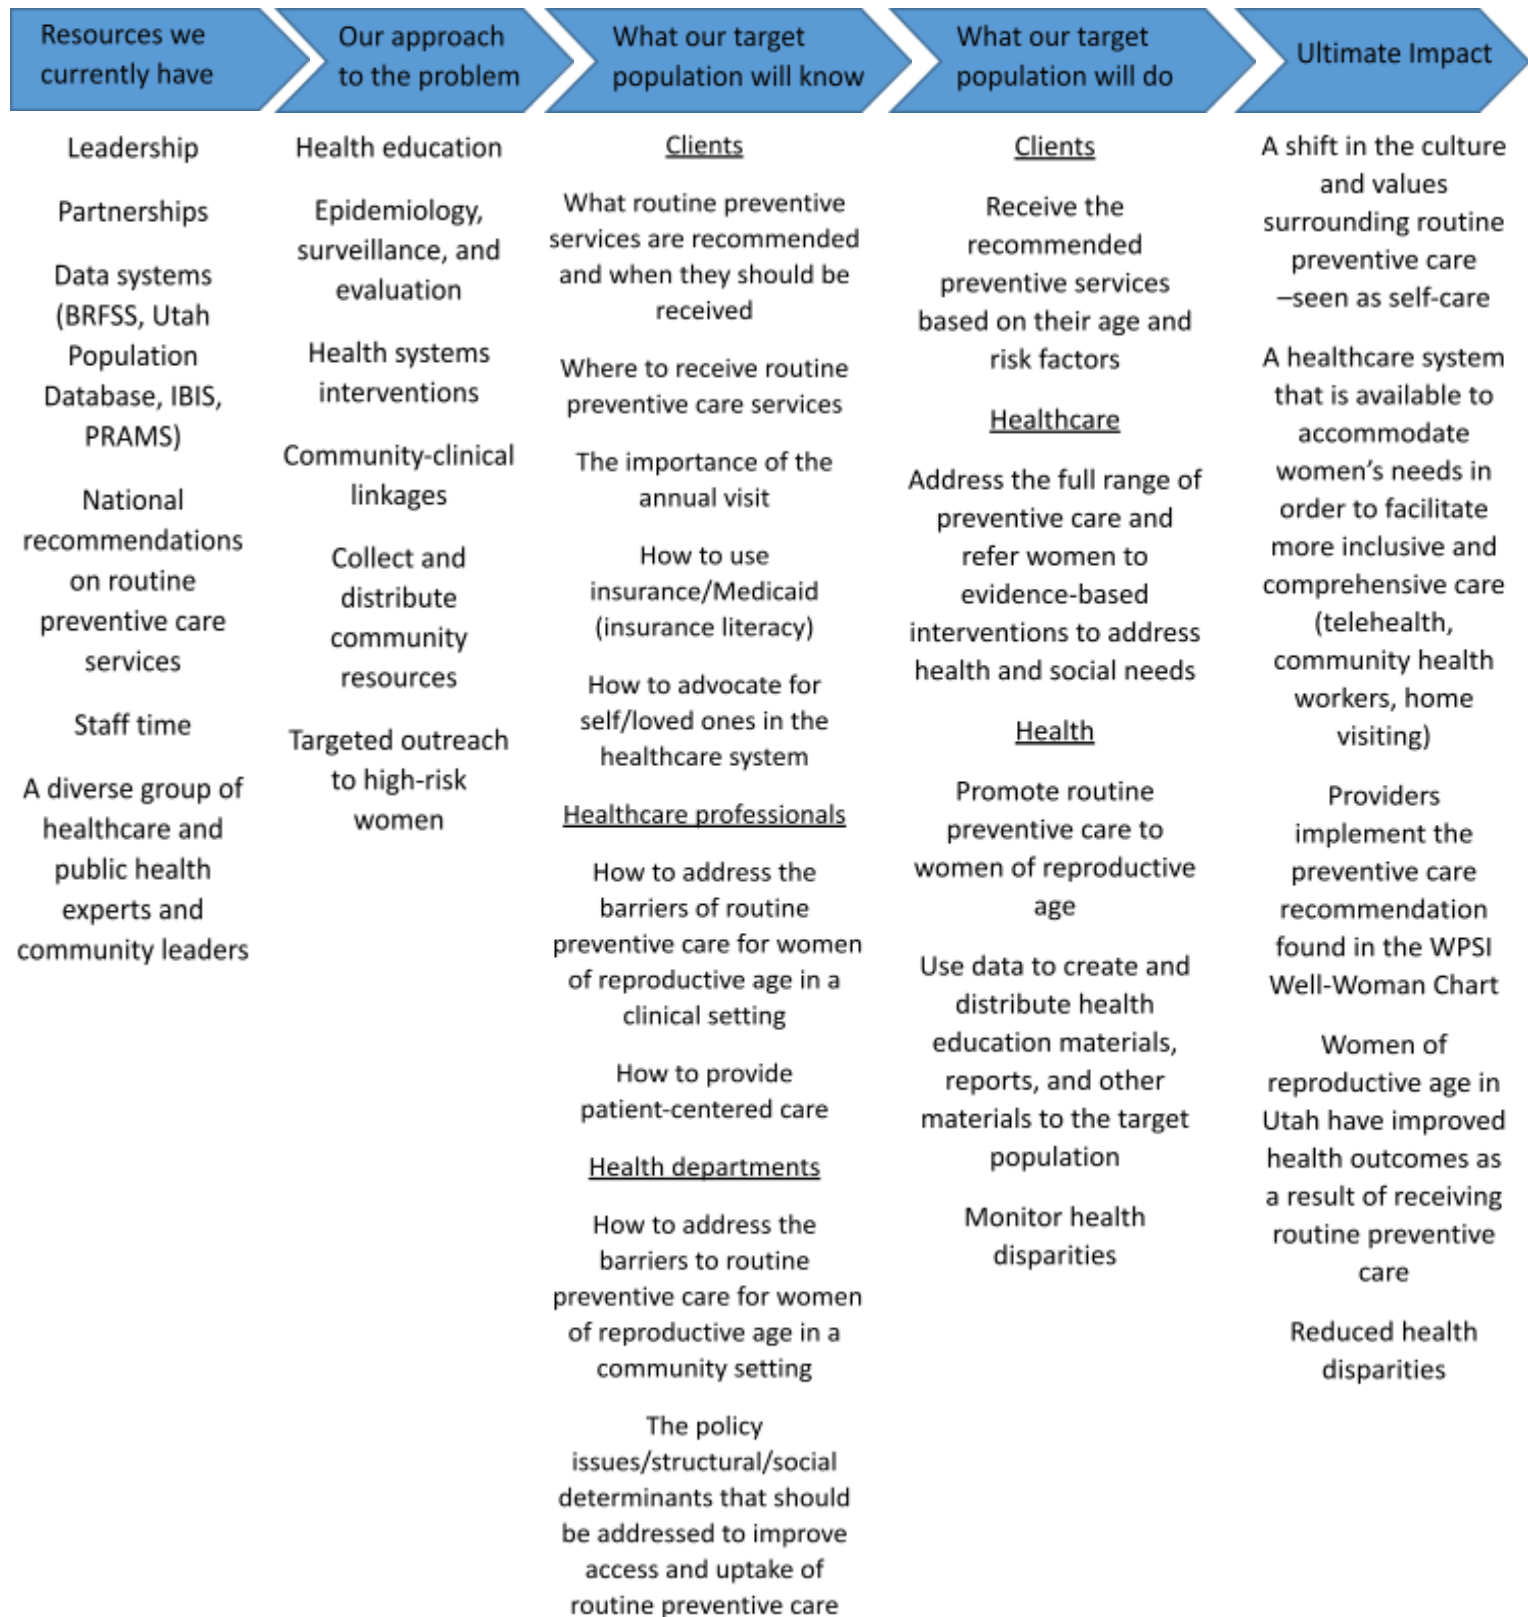 Resources we
currently have
Our approach
to the problem
What our target
population will know
What our target
population will do
Ultimate Impact
Leadership
Partnerships
Data systems
(BRFSS, Utah
Population
Database, IBIS,
PRAMS)
National
recommendations
on routine
preventive care
services
Staff time
A diverse group of
healthcare and
public health
experts and
community leaders
Health education
Epidemiology,
surveillance, and
evaluation
Health systems
interventions
Community-clinical
linkages
Collect and
distribute
community
resources
Targeted outreach
to high-risk
women
Clients
What routine preventive
services are recommended
and when they should be
received
Where to receive routine
preventive care services
The importance of the
annual visit
How to use
insurance/Medicaid
(insurance literacy)
How to advocate for
self/loved ones in the
healthcare system
Healthcare professionals
How to address the
barriers of routine
preventive care for women
of reproductive age in a
clinical setting
How to provide
patient-centered care
Health departments
How to address the
barriers to routine
preventive care for women
of reproductive age in a
community setting
The policy
issues/structural/social
determinants that should
be addressed to improve
access and uptake of
routine preventive care
Clients
Receive the
recommended
preventive services
based on their age and
risk factors
Healthcare
Address the full range of
preventive care and
refer women to
evidence-based
interventions to address
health and social needs
Health
Promote routine
preventive care to
women of reproductive
age
Use data to create and
distribute health
education materials,
reports, and other
materials to the target
population
Monitor health
disparities
A shift in the culture
and values
surrounding routine
preventive care
–seen as self-care
A healthcare system
that is available to
accommodate
women’s needs in
order to facilitate
more inclusive and
comprehensive care
(telehealth,
community health
workers, home
visiting)
Providers
implement the
preventive care
recommendation
found in the WPSI
Well-Woman Chart
Women of
reproductive age in
Utah have improved
health outcomes as
a result of receiving
routine preventive
care
Reduced health
disparities